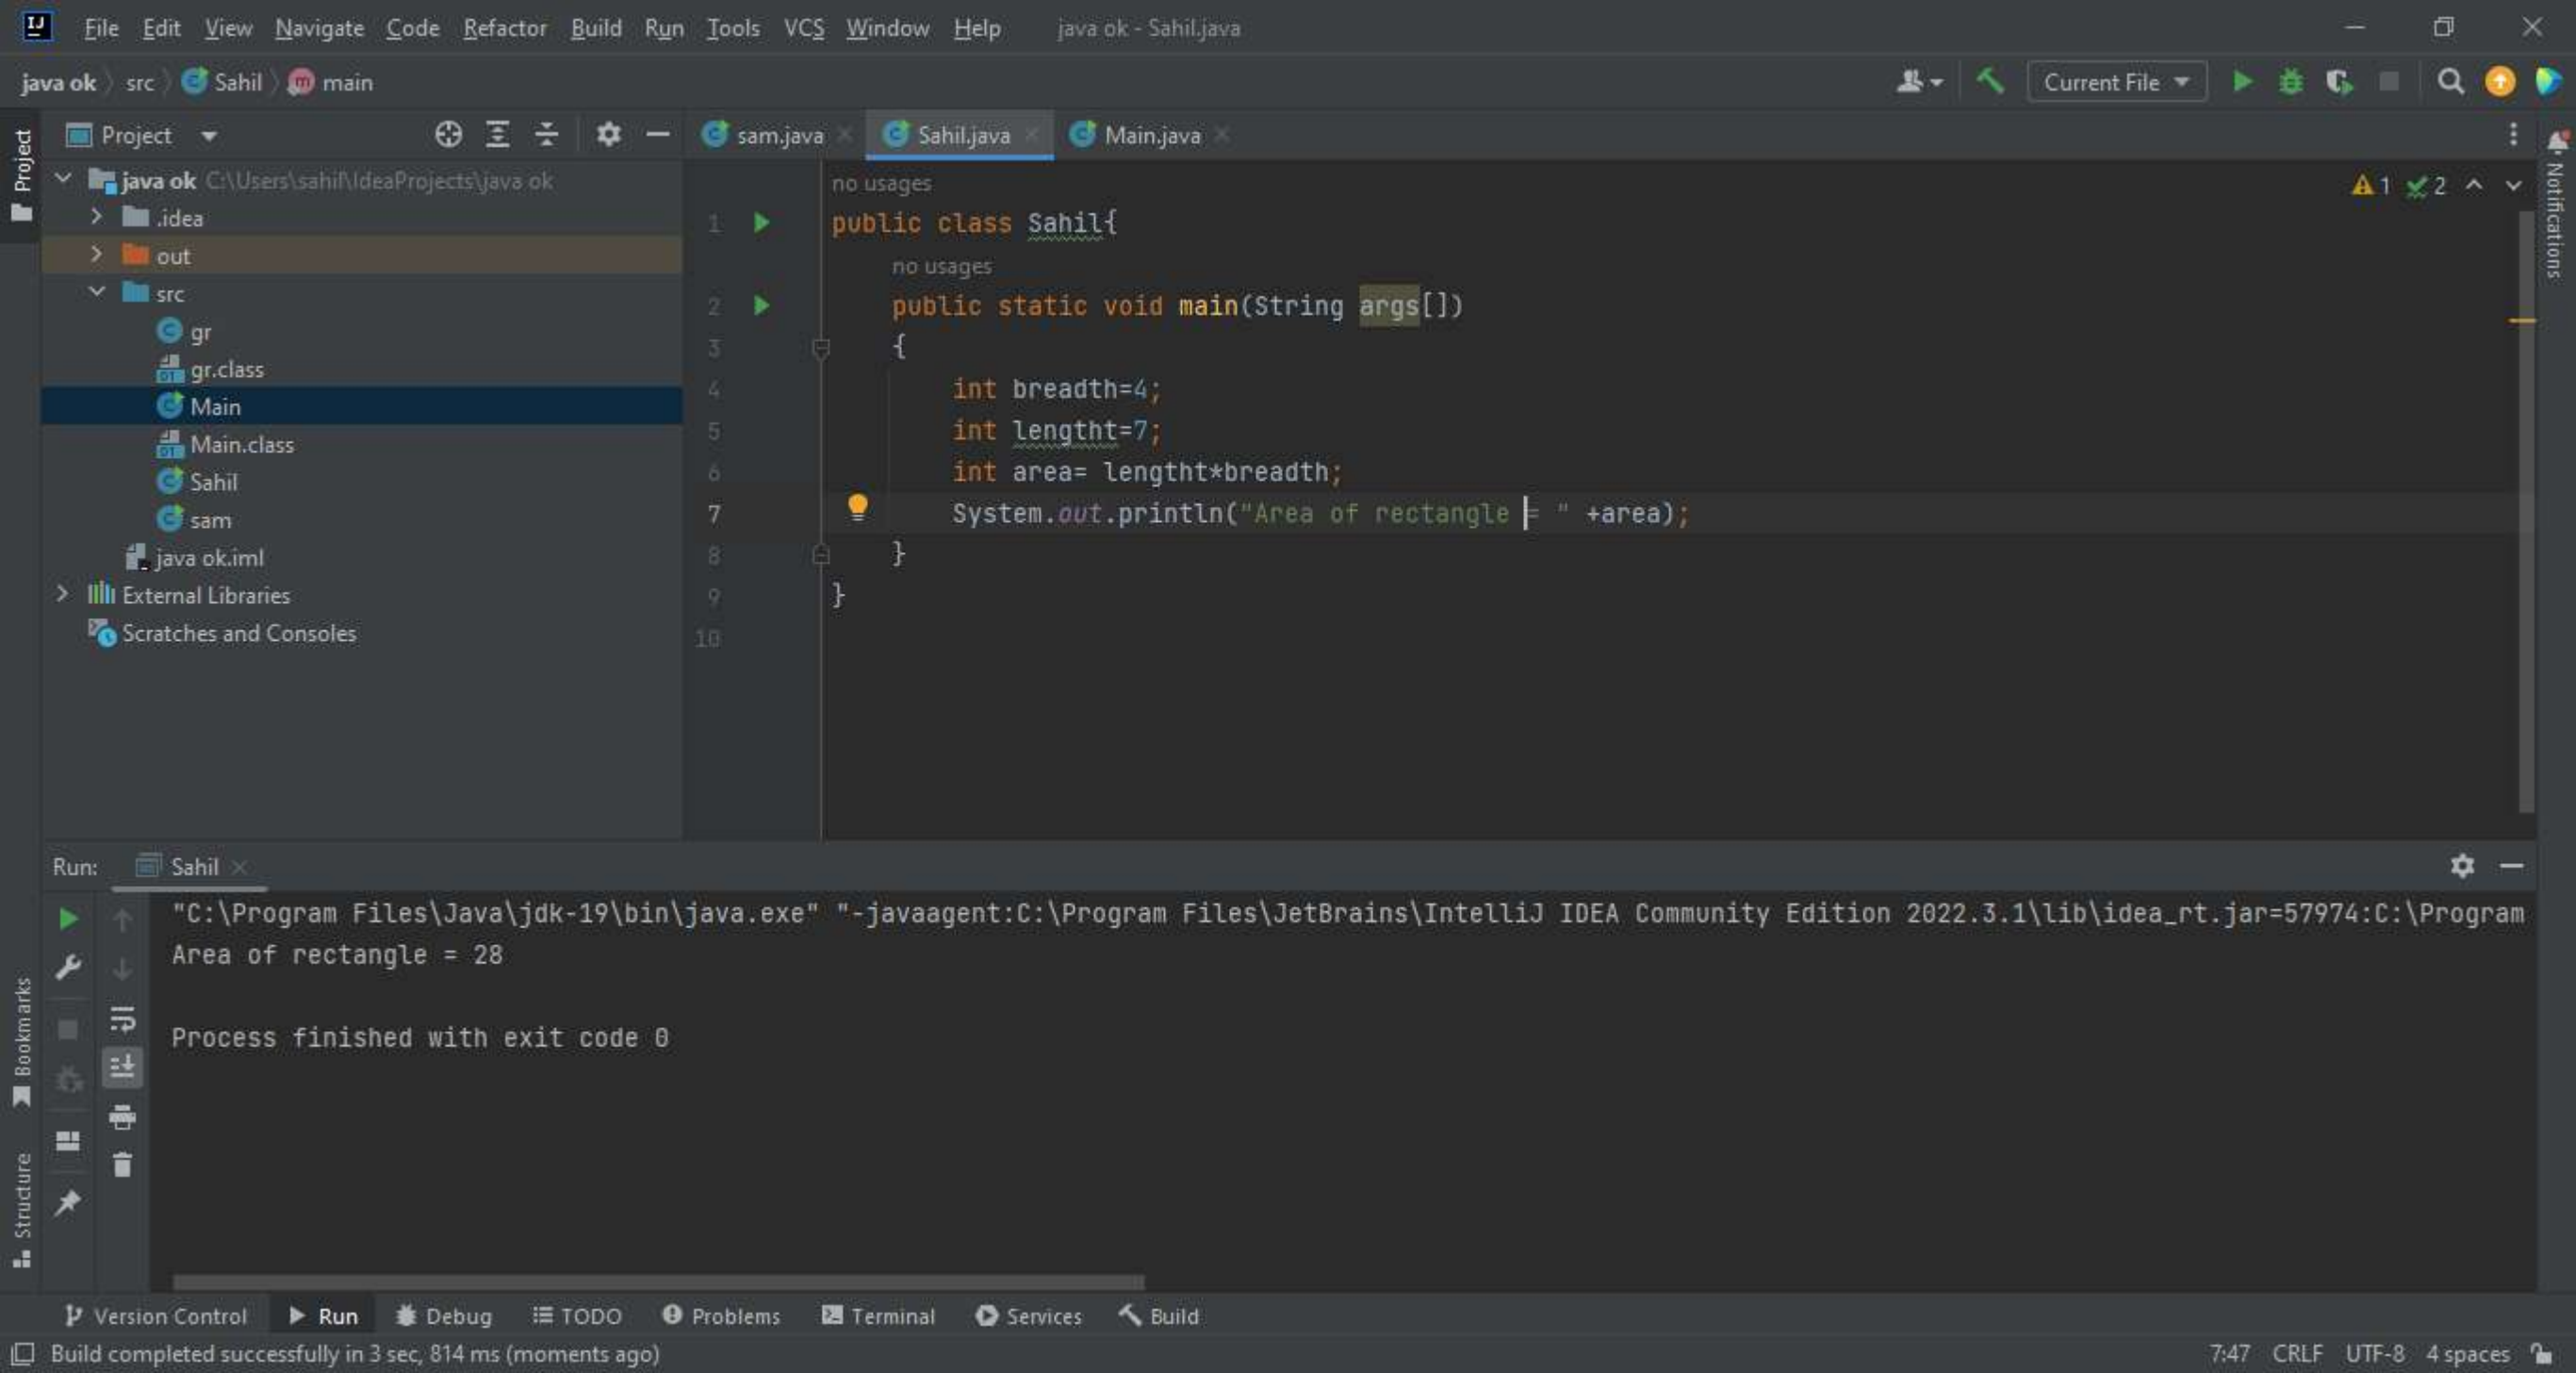 IJ File Edit View Navigate Code Refactor Build Run Tools VCS Window Help java ok - Sahil.java
java ok src Sahil m main Current File
Project sam.java Sahil.java Main.java
Project
java ok C:\Users\sahil\IdeaProjects\java ok
.idea
out
src
gr
gr.class
Main
Main.class
Sahil
sam
java ok.iml
External Libraries
Scratches and Consoles
no usages
1 public class Sahil{
no usages
2 public static void main(String args[])
3 {
4 int breadth=4;
5 int lengtht=7;
6 int area= lengtht*breadth;
7 System.out.println("Area of rectangle = " +area);
8 }
9 }
10
1 2
Notifications
Run: Sahil
"C:\Program Files\Java\jdk-19\bin\java.exe" "-javaagent:C:\Program Files\JetBrains\IntelliJ IDEA Community Edition 2022.3.1\lib\idea_rt.jar=57974:C:\Program
Area of rectangle = 28
Process finished with exit code 0
Bookmarks
Structure
Version Control Run Debug TODO Problems Terminal Services Build
Build completed successfully in 3 sec, 814 ms (moments ago) 7:47 CRLF UTF-8 4 spaces